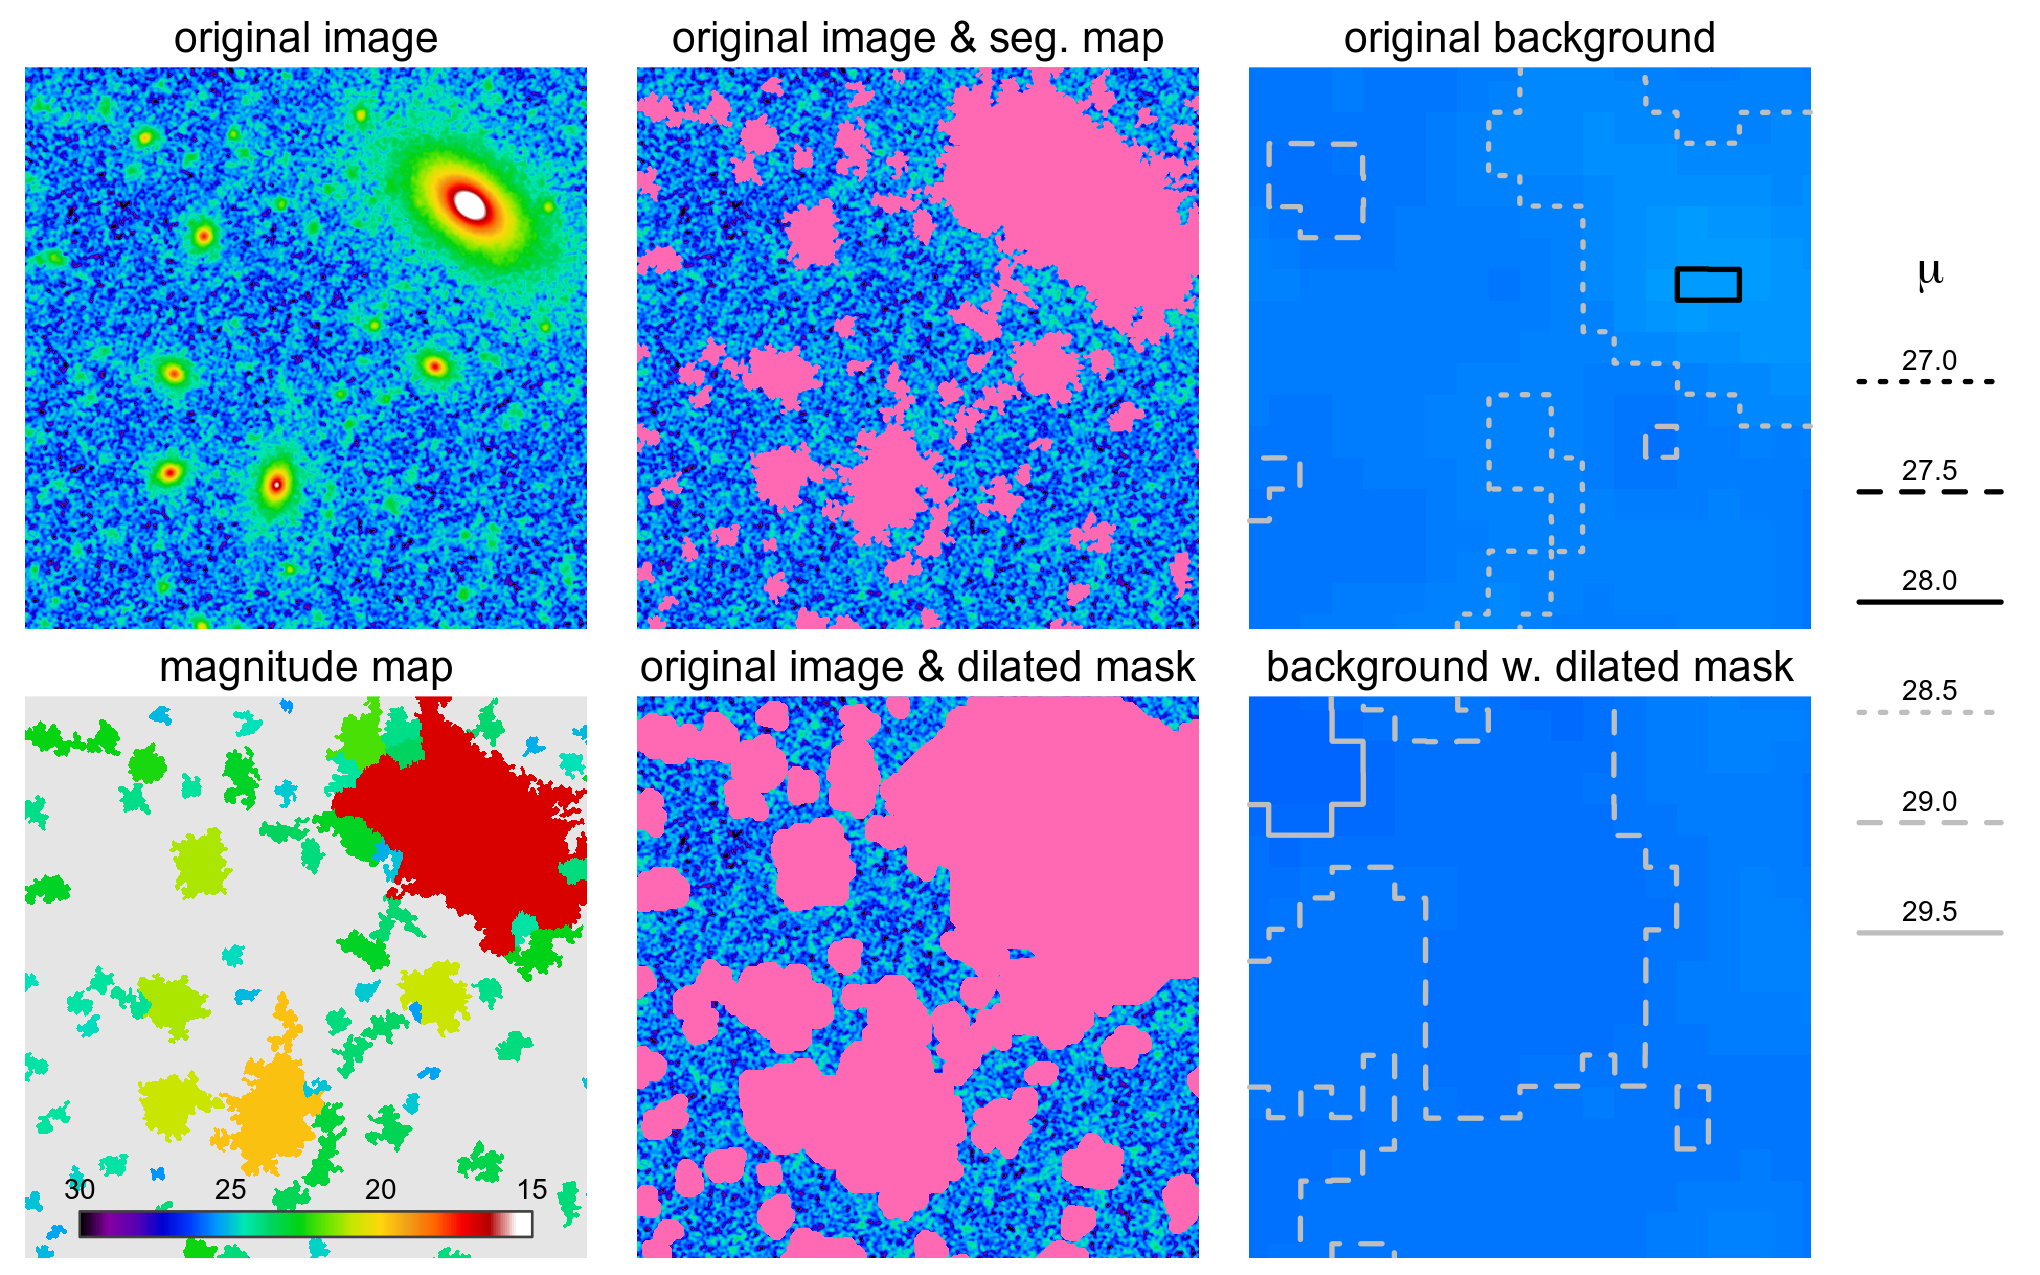 original image
original image & seg. map
original background
μ
27.0
27.5
28.0
28.5
29.0
29.5
magnitude map
original image & dilated mask
background w. dilated mask
30 25 20 15